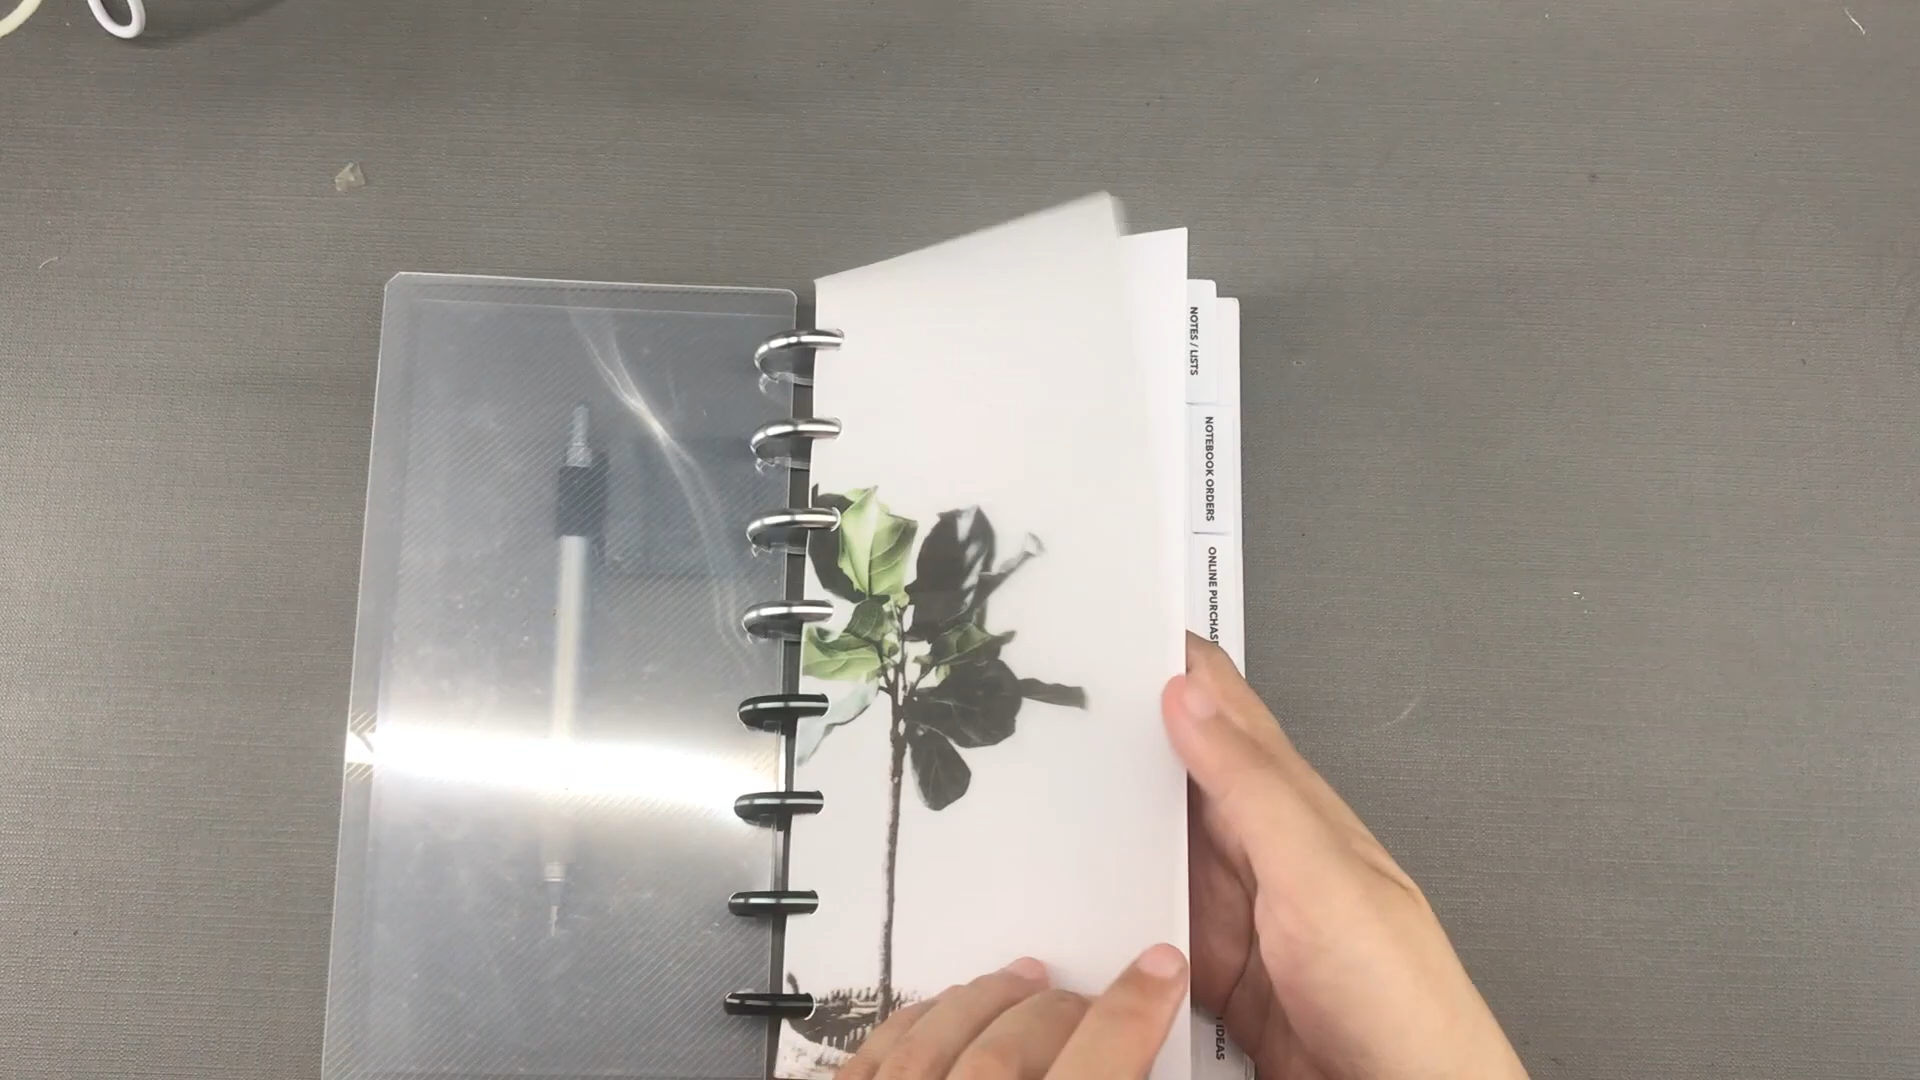 NOTES / LISTS
NOTEBOOK ORDERS
ONLINE PURCHAS
IDEAS